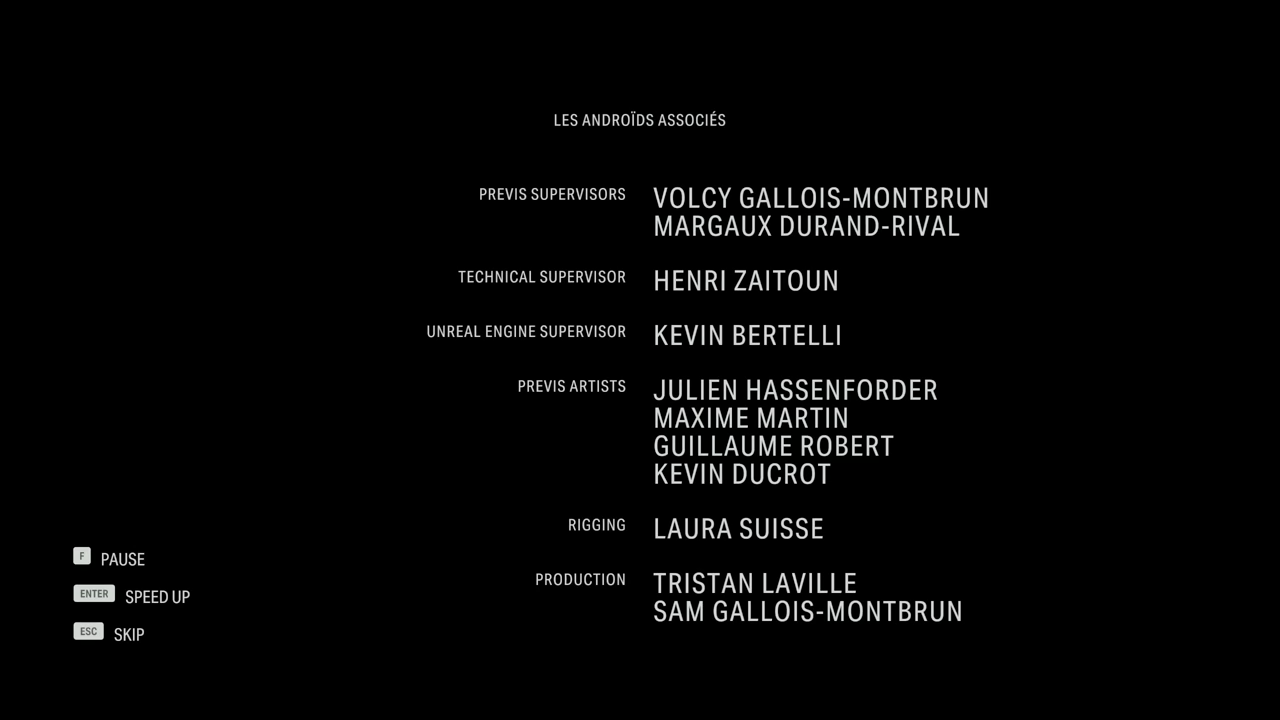 LES ANDROÏDS ASSOCIÉS
PREVIS SUPERVISORS VOLCY GALLOIS-MONTBRUN
MARGAUX DURAND-RIVAL
TECHNICAL SUPERVISOR HENRI ZAITOUN
UNREAL ENGINE SUPERVISOR KEVIN BERTELLI
PREVIS ARTISTS JULIEN HASSENFORDER
MAXIME MARTIN
GUILLAUME ROBERT
KEVIN DUCROT
RIGGING LAURA SUISSE
PRODUCTION TRISTAN LAVILLE
SAM GALLOIS-MONTBRUN
F PAUSE
ENTER SPEED UP
ESC SKIP